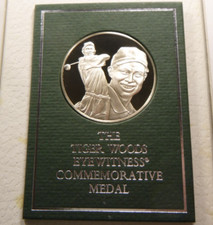 THE
TIGER WOODS
EYEWITNESS®
COMMEMORATIVE
MEDAL